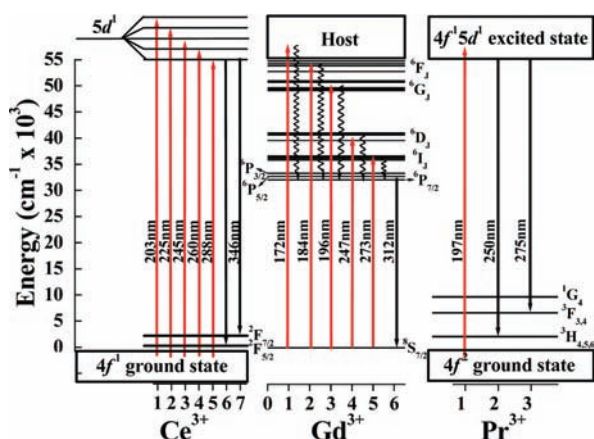 5d¹
Host
4f¹5d¹ excited state
Energy (cm⁻¹ x 10³)
55
50
45
40
35
30
25
20
15
10
5
0
⁶F_J
⁶G_J
⁶D_J
⁶I_J
⁶P_3/2
⁶P_5/2
⁶P_7/2
203nm
225nm
245nm
260nm
288nm
346nm
172nm
184nm
196nm
247nm
273nm
312nm
197nm
250nm
275nm
¹G₄
³F_3,4
³H_4,5,6
²F_7/2
²F_5/2
⁸S_7/2
4f¹ ground state
4f² ground state
1 2 3 4 5 6 7
0 1 2 3 4 5 6
1 2 3
Ce³⁺
Gd³⁺
Pr³⁺